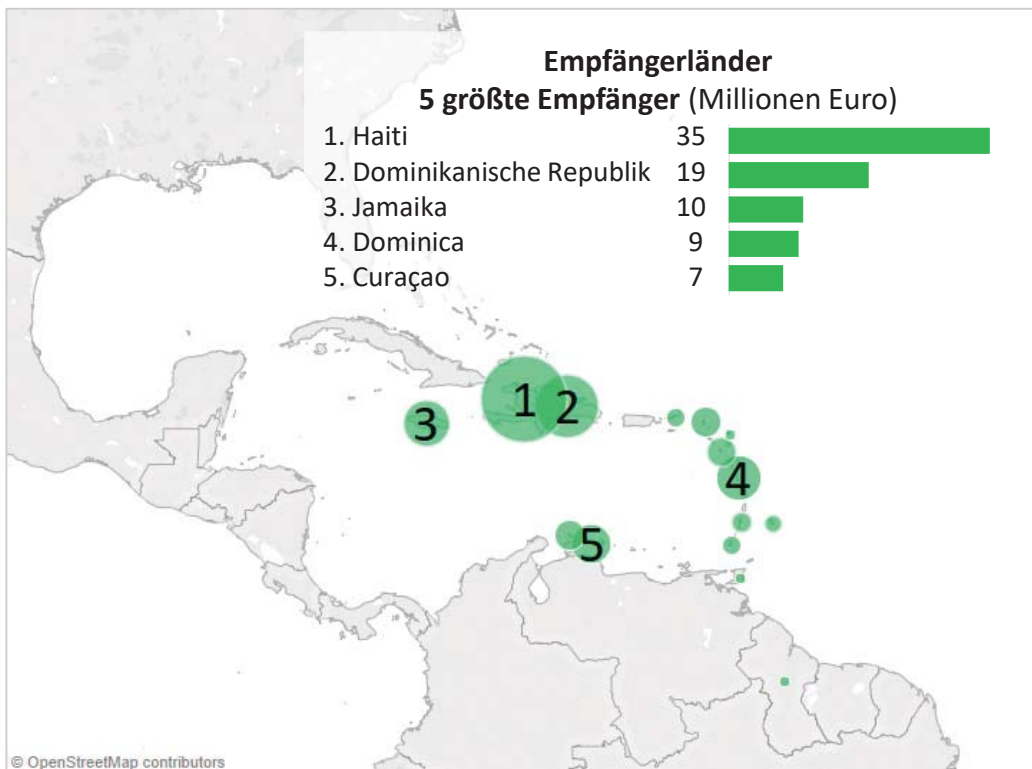 Empfängerländer
5 größte Empfänger (Millionen Euro)
1. Haiti 35
2. Dominikanische Republik 19
3. Jamaika 10
4. Dominica 9
5. Curaçao 7
1
2
3
4
5
© OpenStreetMap contributors